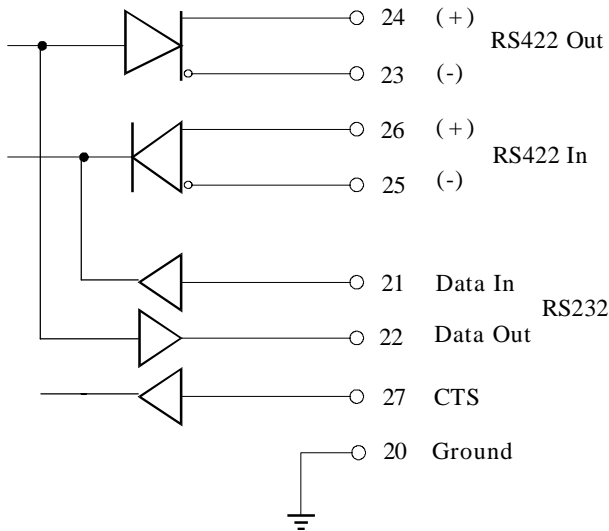 24 (+)
RS422 Out
23 (-)
26 (+)
RS422 In
25 (-)
21 Data In
RS232
22 Data Out
27 CTS
20 Ground